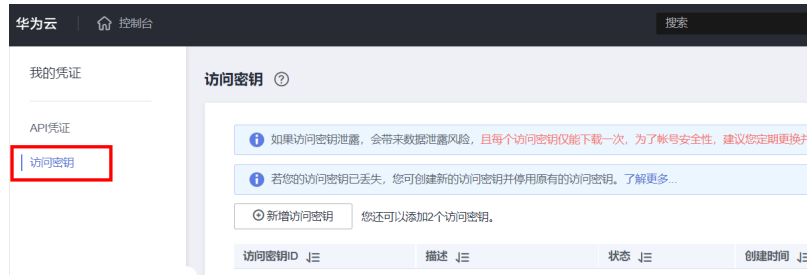 华为云 控制台 搜索
我的凭证
访问密钥
API凭证
访问密钥
如果访问密钥泄露，会带来数据泄露风险，且每个访问密钥仅能下载一次，为了帐号安全性，建议您定期更换并
若您的访问密钥已丢失，您可创建新的访问密钥并停用原有的访问密钥。了解更多...
新增访问密钥 您还可以添加2个访问密钥。
访问密钥ID 描述 状态 创建时间